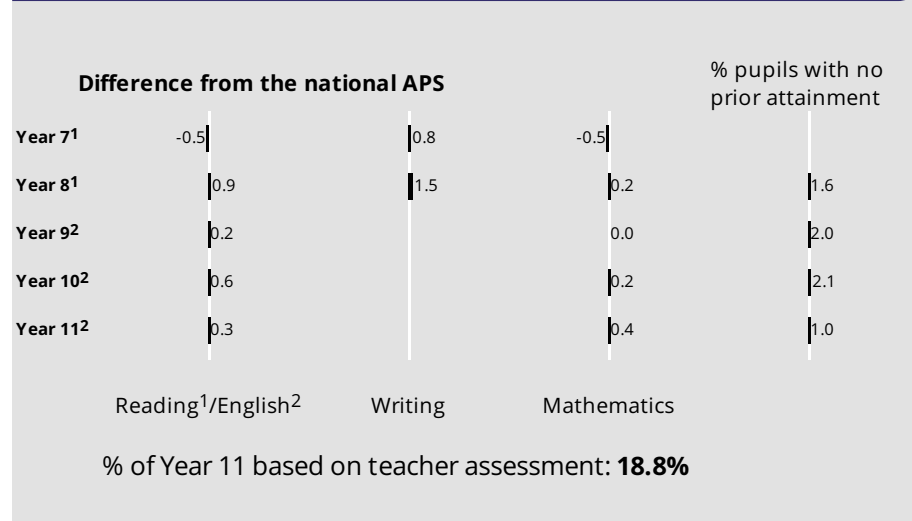 % pupils with no
Difference from the national APS
prior attainment
Year 7¹ -0.5 0.8 -0.5
Year 8¹ 0.9 1.5 0.2 1.6
Year 9² 0.2 0.0 2.0
Year 10² 0.6 0.2 2.1
Year 11² 0.3 0.4 1.0
Reading¹/English² Writing Mathematics
% of Year 11 based on teacher assessment: 18.8%